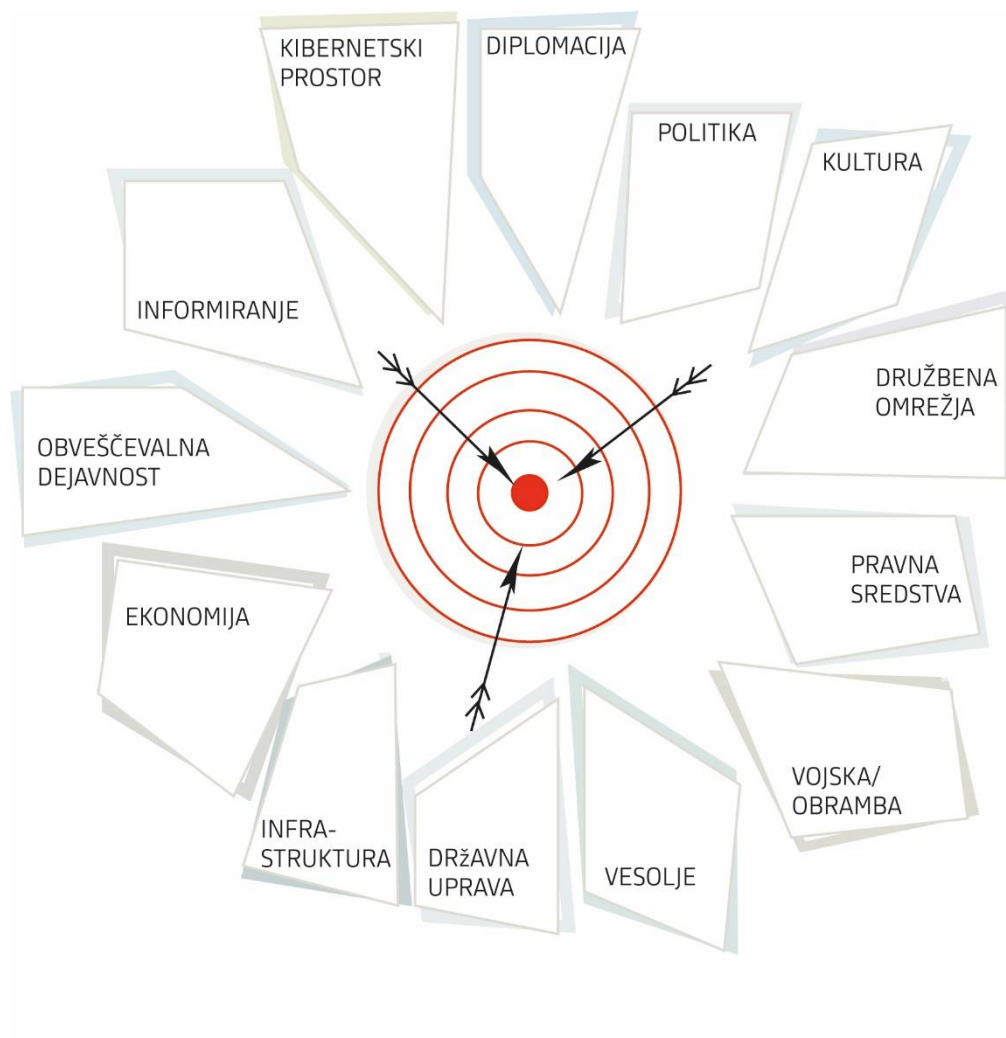 KIBERNETSKI
PROSTOR
DIPLOMACIJA
POLITIKA
KULTURA
DRUŽBENA
OMREŽJA
PRAVNA
SREDSTVA
VOJSKA/
OBRAMBA
VESOLJE
DRžAVNA
UPRAVA
INFRA-
STRUKTURA
EKONOMIJA
OBVEŠČEVALNA
DEJAVNOST
INFORMIRANJE